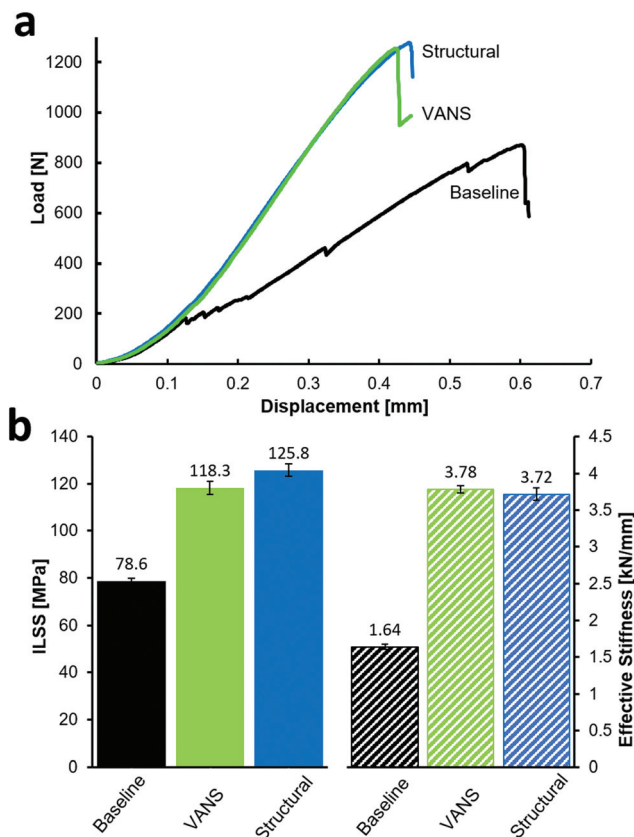 a
Load [N]
1200
1000
800
600
400
200
0
Structural
VANS
Baseline
0 0.1 0.2 0.3 0.4 0.5 0.6 0.7
Displacement [mm]
b
ILSS [MPa]
140
120
100
80
60
40
20
0
78.6
118.3
125.8
1.64
3.78
3.72
4.5
4
3.5
3
2.5
2
1.5
1
0.5
0
Effective Stiffness [kN/mm]
Baseline
VANS
Structural
Baseline
VANS
Structural